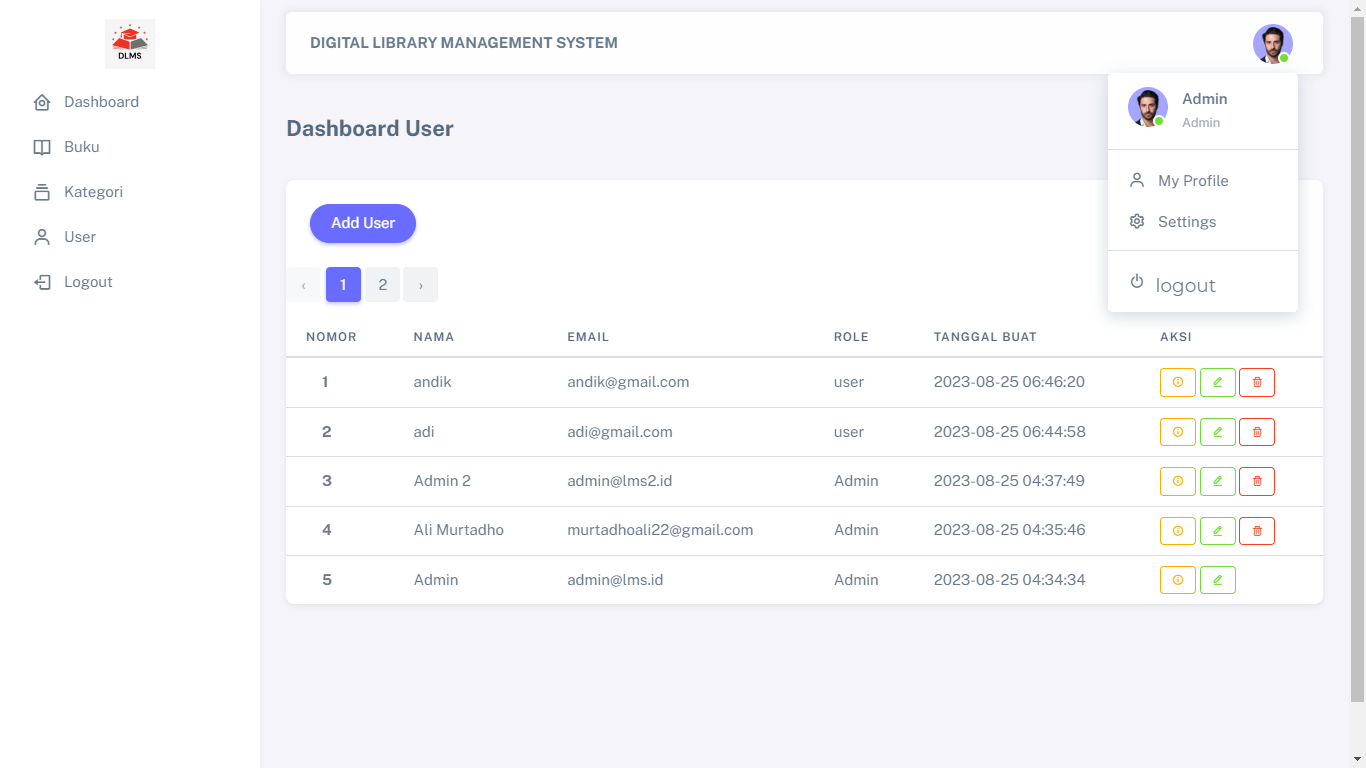 DLMS
Dashboard
Buku
Kategori
User
Logout
DIGITAL LIBRARY MANAGEMENT SYSTEM
Admin
Admin
My Profile
Settings
logout
Dashboard User
Add User
‹ 1 2 ›
NOMOR NAMA EMAIL ROLE TANGGAL BUAT AKSI
1 andik andik@gmail.com user 2023-08-25 06:46:20
2 adi adi@gmail.com user 2023-08-25 06:44:58
3 Admin 2 admin@lms2.id Admin 2023-08-25 04:37:49
4 Ali Murtadho murtadhoali22@gmail.com Admin 2023-08-25 04:35:46
5 Admin admin@lms.id Admin 2023-08-25 04:34:34